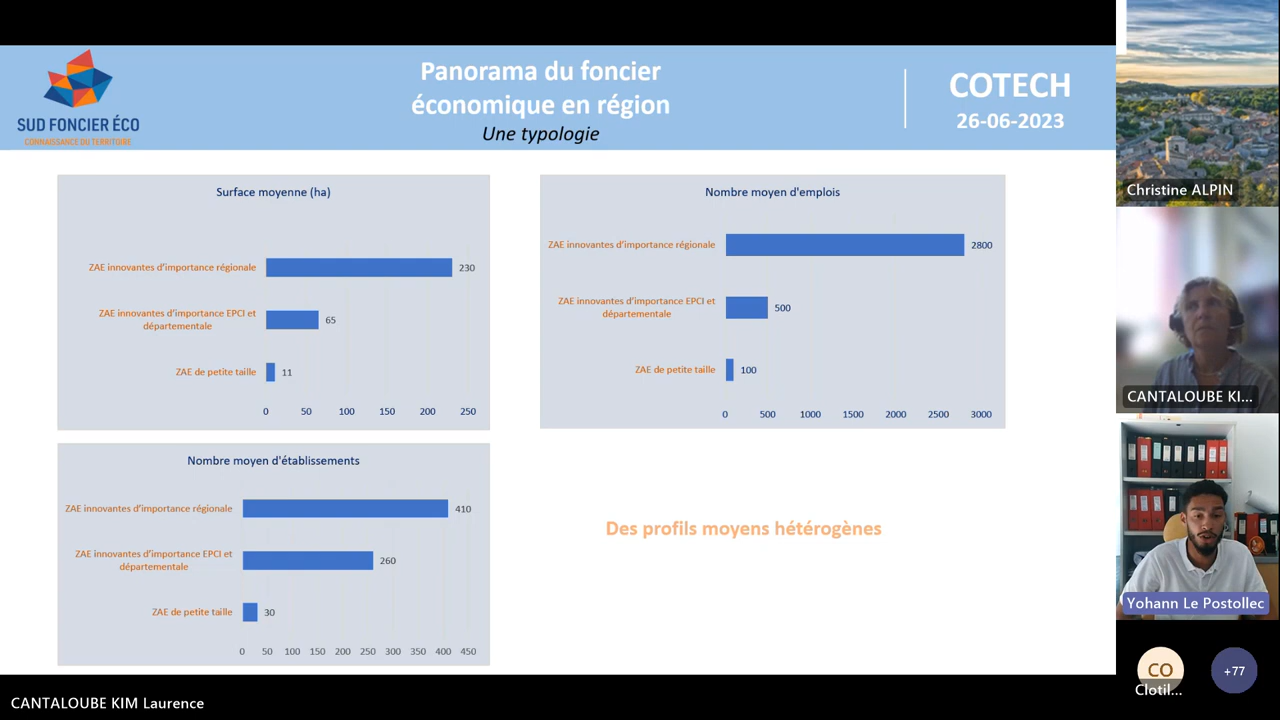 SUD FONCIER ÉCO
CONNAISSANCE DU TERRITOIRE
Panorama du foncier
économique en région
Une typologie
COTECH
26-06-2023
Surface moyenne (ha)
ZAE innovantes d'importance régionale
230
ZAE innovantes d'importance EPCI et
départementale
65
ZAE de petite taille
11
0 50 100 150 200 250
Nombre moyen d'emplois
ZAE innovantes d'importance régionale
2800
ZAE innovantes d'importance EPCI et
départementale
500
ZAE de petite taille
100
0 500 1000 1500 2000 2500 3000
Nombre moyen d'établissements
ZAE innovantes d'importance régionale
410
ZAE innovantes d'importance EPCI et
départementale
260
ZAE de petite taille
30
0 50 100 150 200 250 300 350 400 450
Des profils moyens hétérogènes
Christine ALPIN
CANTALOUBE KI...
Yohann Le Postollec
CO
Clotil...
+77
CANTALOUBE KIM Laurence